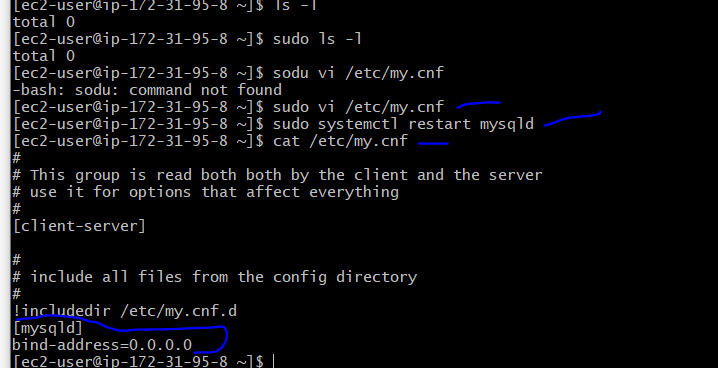 [ec2-user@ip-172-31-95-8 ~]$ ls -l
total 0
[ec2-user@ip-172-31-95-8 ~]$ sudo ls -l
total 0
[ec2-user@ip-172-31-95-8 ~]$ sodu vi /etc/my.cnf
-bash: sodu: command not found
[ec2-user@ip-172-31-95-8 ~]$ sudo vi /etc/my.cnf
[ec2-user@ip-172-31-95-8 ~]$ sudo systemctl restart mysqld
[ec2-user@ip-172-31-95-8 ~]$ cat /etc/my.cnf
#
# This group is read both both by the client and the server
# use it for options that affect everything
#
[client-server]
#
# include all files from the config directory
#
!includedir /etc/my.cnf.d
[mysqld]
bind-address=0.0.0.0
[ec2-user@ip-172-31-95-8 ~]$